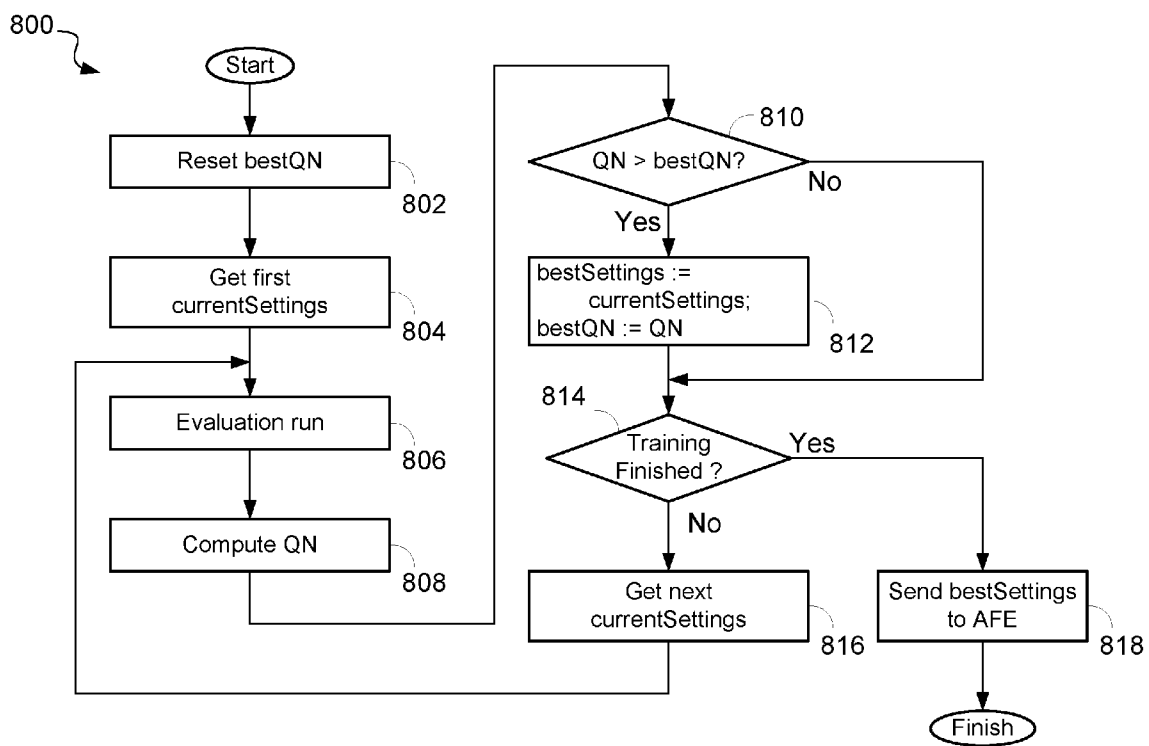 800
Start
Reset bestQN
802
Get first
currentSettings
804
Evaluation run
806
Compute QN
808
810
QN > bestQN?
No
Yes
bestSettings :=
currentSettings;
bestQN := QN
812
814
Training
Finished ?
Yes
No
Get next
currentSettings
816
Send bestSettings
to AFE
818
Finish